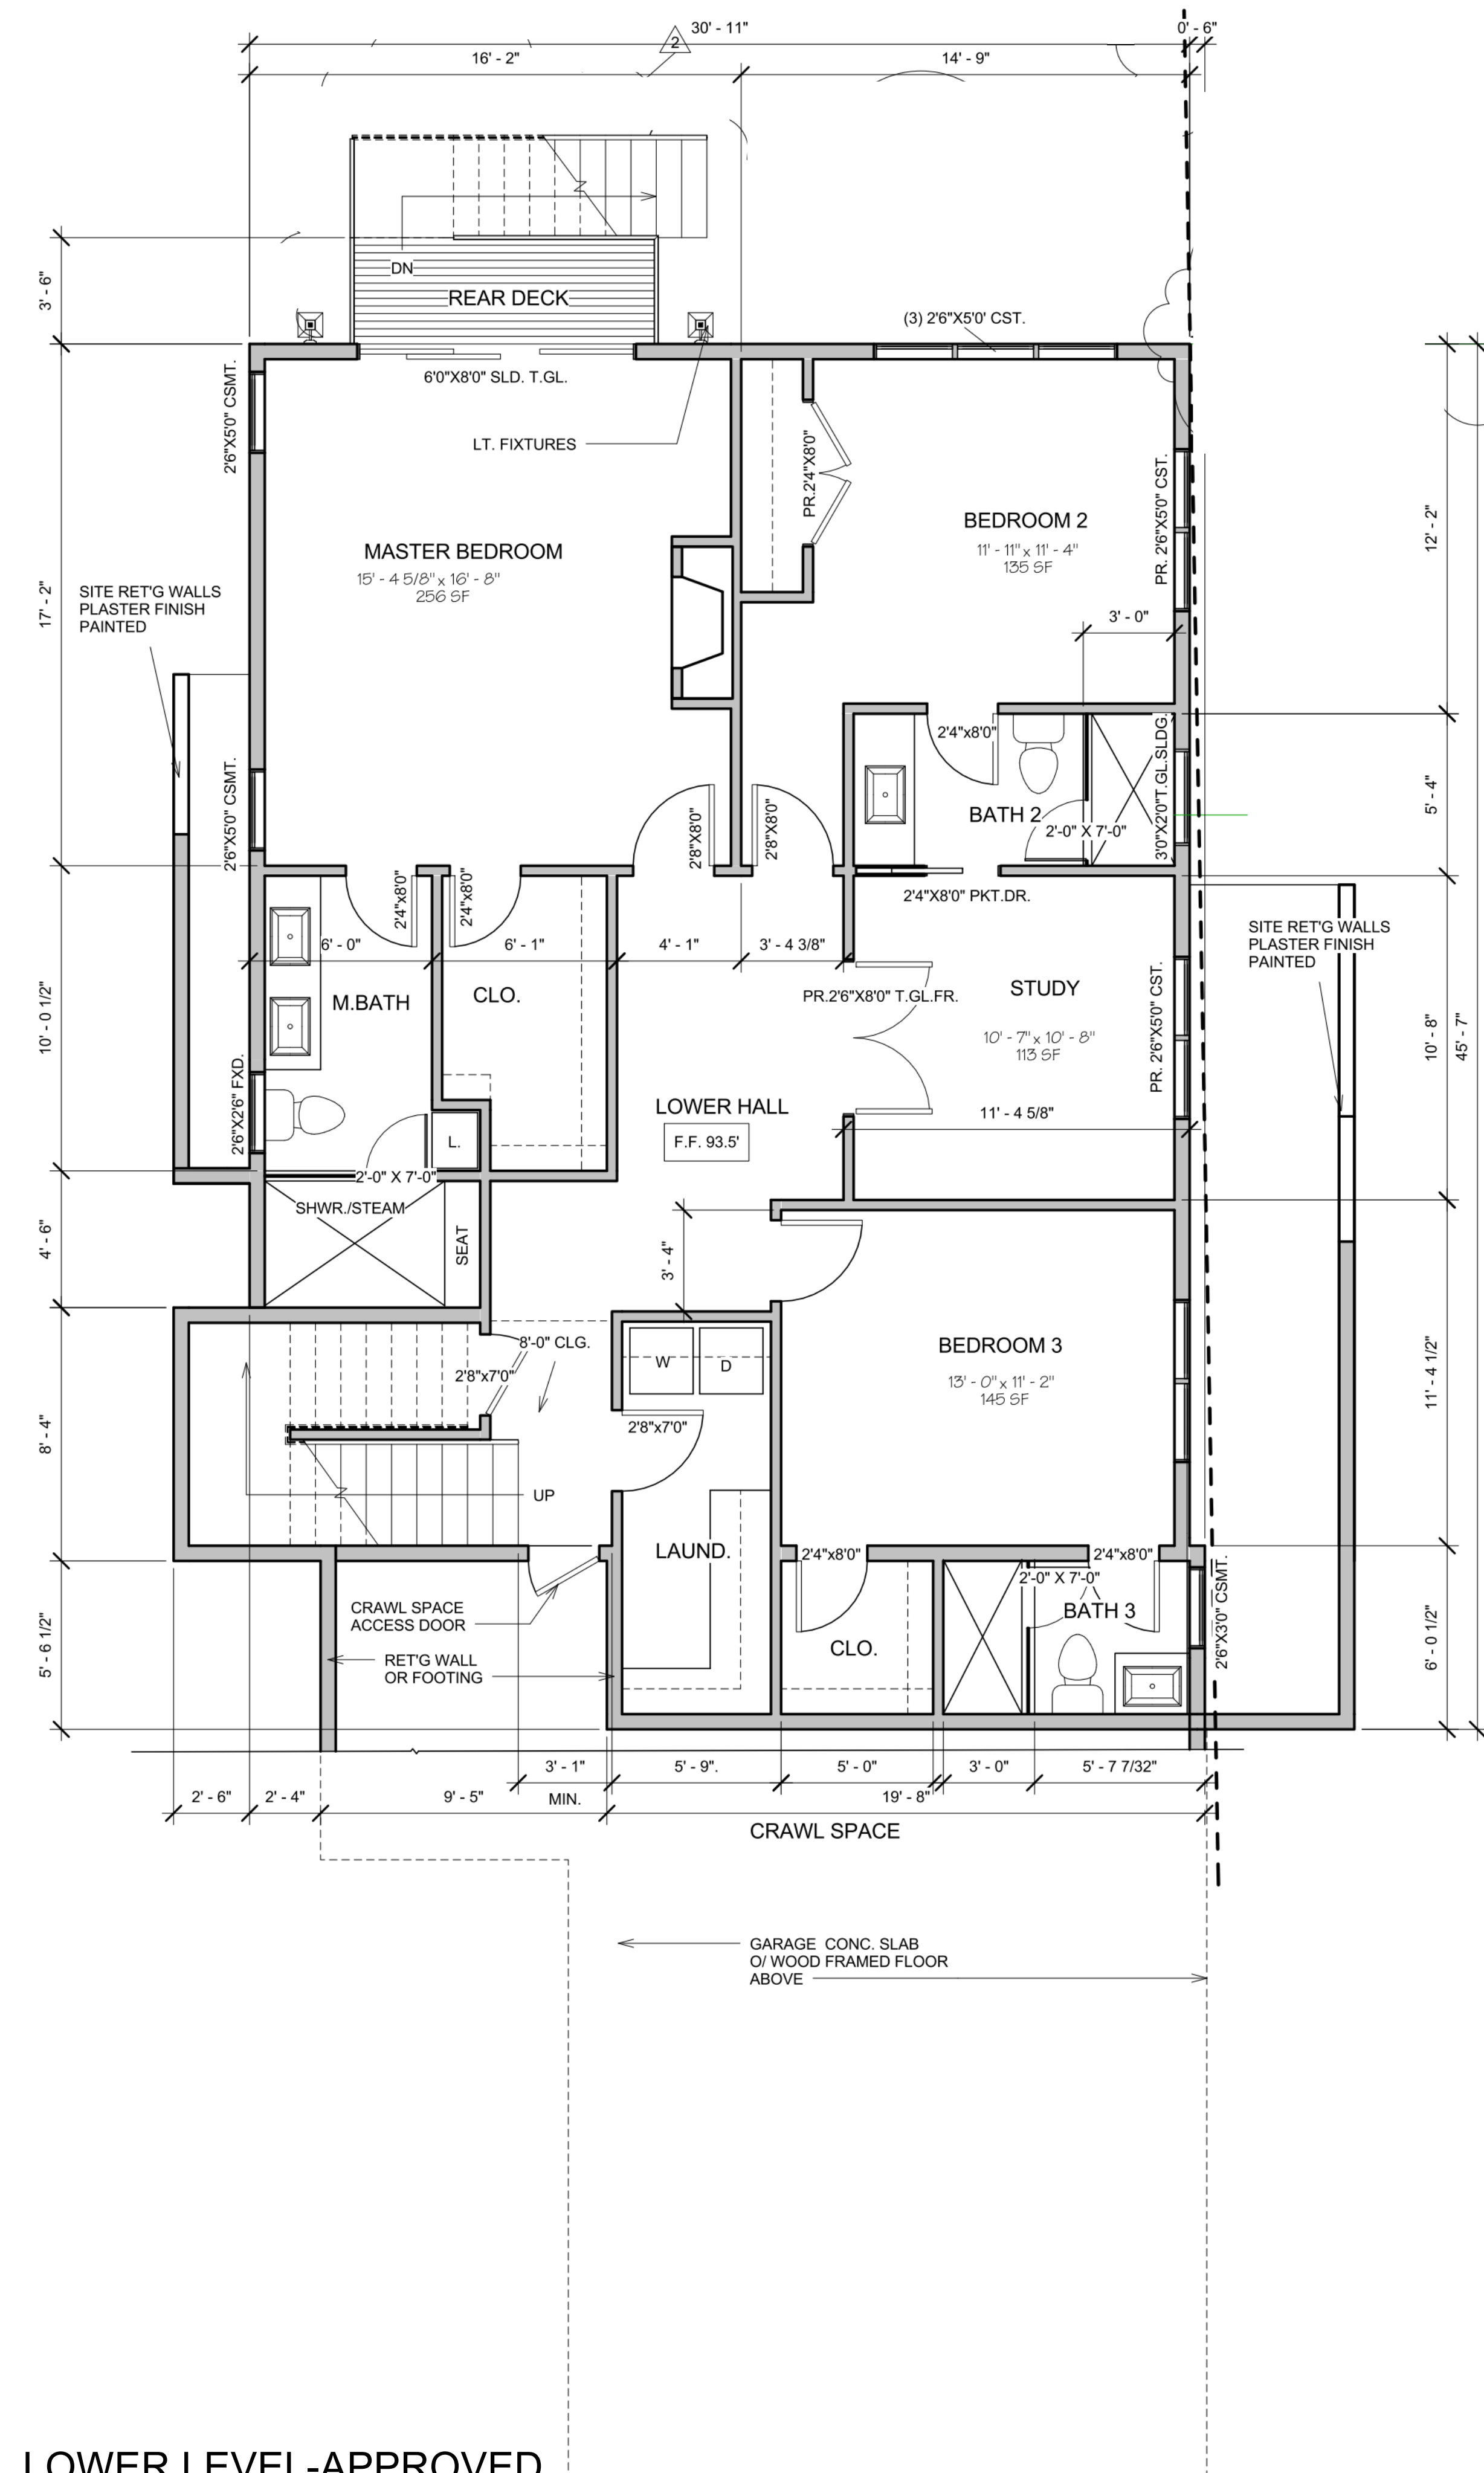 30' - 11"
0' - 6"
2
16' - 2"
14' - 9"
3' - 6"
DN
REAR DECK
(3) 2'6"X5'0' CST.
6'0"X8'0" SLD. T.GL.
2'6"X5'0" CSMT.
LT. FIXTURES
PR.2'4"X8'0"
PR. 2'6"X5'0" CST.
12' - 2"
BEDROOM 2
11' - 11" x 11' - 4"
135 SF
MASTER BEDROOM
15' - 4 5/8" x 16' - 8"
256 SF
17' - 2"
SITE RET'G WALLS
PLASTER FINISH
PAINTED
3' - 0"
2'4"x8'0"
3'0"X2'0"T.GL.SLDG.
5' - 4"
2'6"X5'0" CSMT.
2'8"X8'0"
2'8"X8'0"
BATH 2
2'-0" X 7'-0"
2'4"x8'0"
2'4"x8'0"
2'4"X8'0" PKT.DR.
6' - 0"
6' - 1"
4' - 1"
3' - 4 3/8"
SITE RET'G WALLS
PLASTER FINISH
PAINTED
M.BATH
CLO.
PR.2'6"X8'0" T.GL.FR.
STUDY
10' - 7" x 10' - 8"
113 SF
PR. 2'6"X5'0" CST.
10' - 0 1/2"
10' - 8"
45' - 7"
2'6"X2'6" FXD.
LOWER HALL
F.F. 93.5'
11' - 4 5/8"
L.
2'-0" X 7'-0"
SHWR./STEAM
SEAT
4' - 6"
3' - 4"
8'-0" CLG.
2'8"x7'0"
W
D
BEDROOM 3
13' - 0" x 11' - 2"
145 SF
11' - 4 1/2"
8' - 4"
2'8"x7'0"
UP
LAUND.
2'4"x8'0"
2'4"x8'0"
2'-0" X 7'-0"
BATH 3
2'6"X3'0" CSMT.
CRAWL SPACE
ACCESS DOOR
CLO.
RET'G WALL
OR FOOTING
5' - 6 1/2"
6' - 0 1/2"
3' - 1"
MIN.
5' - 9".
5' - 0"
3' - 0"
5' - 7 7/32"
2' - 6"
2' - 4"
9' - 5"
19' - 8"
CRAWL SPACE
GARAGE CONC. SLAB
O/ WOOD FRAMED FLOOR
ABOVE
LOWER LEVEL-APPROVED